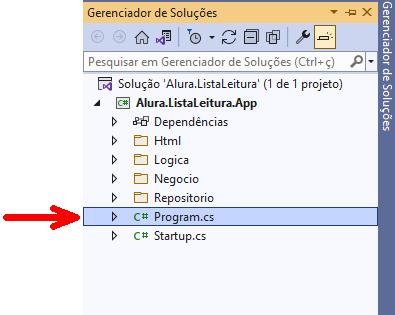 Gerenciador de Soluções
Pesquisar em Gerenciador de Soluções (Ctrl+ç)
Solução 'Alura.ListaLeitura' (1 de 1 projeto)
C# Alura.ListaLeitura.App
Dependências
Html
Logica
Negocio
Repositorio
C# Program.cs
C# Startup.cs
Gerenciador de Soluções